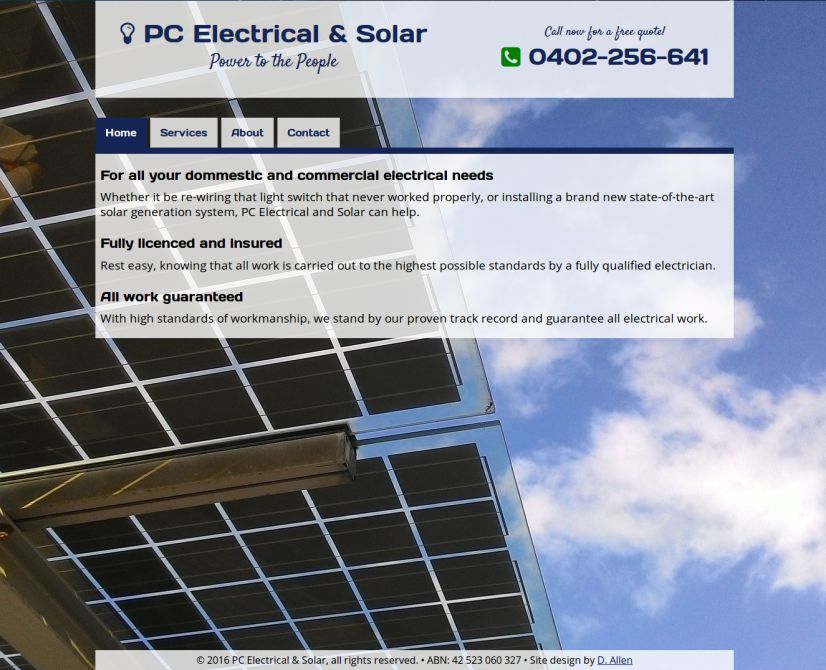 PC Electrical & Solar
Power to the People
Call now for a free quote!
0402-256-641
Home Services About Contact
For all your dommestic and commercial electrical needs
Whether it be re-wiring that light switch that never worked properly, or installing a brand new state-of-the-art
solar generation system, PC Electrical and Solar can help.
Fully licenced and insured
Rest easy, knowing that all work is carried out to the highest possible standards by a fully qualified electrician.
All work guaranteed
With high standards of workmanship, we stand by our proven track record and guarantee all electrical work.
© 2016 PC Electrical & Solar, all rights reserved. • ABN: 42 523 060 327 • Site design by D. Allen